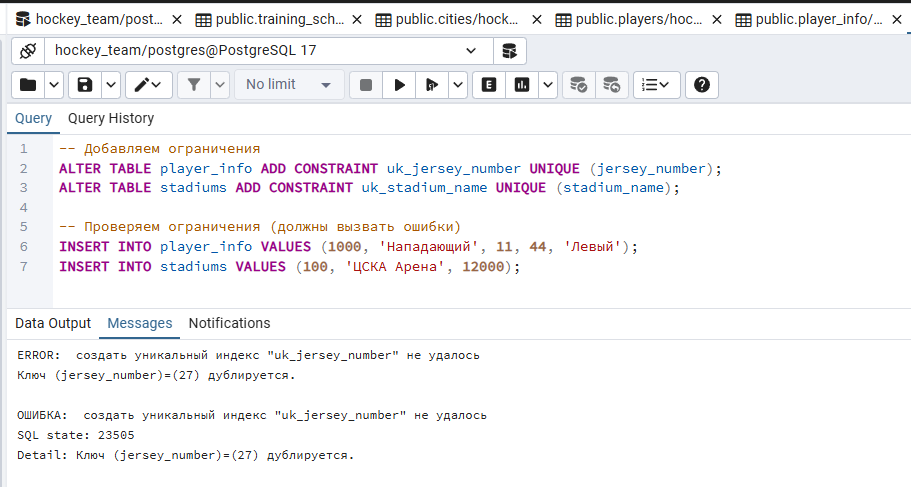 hockey_team/post... public.training_sch... public.cities/hock... public.players/hoc... public.player_info/...
hockey_team/postgres@PostgreSQL 17
No limit E
Query Query History
1 -- Добавляем ограничения
2 ALTER TABLE player_info ADD CONSTRAINT uk_jersey_number UNIQUE (jersey_number);
3 ALTER TABLE stadiums ADD CONSTRAINT uk_stadium_name UNIQUE (stadium_name);
4
5 -- Проверяем ограничения (должны вызвать ошибки)
6 INSERT INTO player_info VALUES (1000, 'Нападающий', 11, 44, 'Левый');
7 INSERT INTO stadiums VALUES (100, 'ЦСКА Арена', 12000);
Data Output Messages Notifications
ERROR: создать уникальный индекс "uk_jersey_number" не удалось
Ключ (jersey_number)=(27) дублируется.
ОШИБКА: создать уникальный индекс "uk_jersey_number" не удалось
SQL state: 23505
Detail: Ключ (jersey_number)=(27) дублируется.